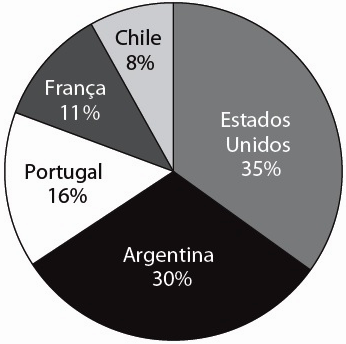 Chile
8%
França
11%
Estados
Unidos
35%
Portugal
16%
Argentina
30%